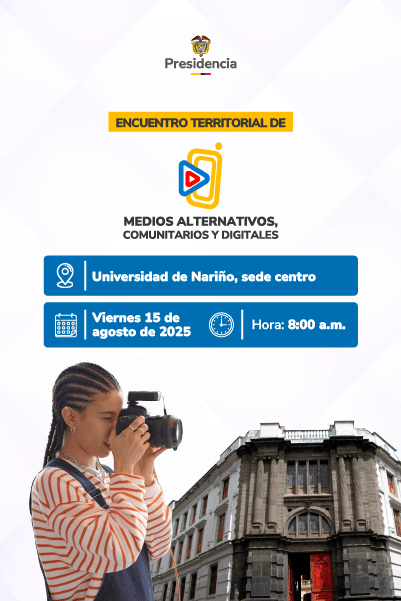 Presidencia
ENCUENTRO TERRITORIAL DE
MEDIOS ALTERNATIVOS,
COMUNITARIOS Y DIGITALES
Universidad de Nariño, sede centro
Viernes 15 de
agosto de 2025
Hora: 8:00 a.m.